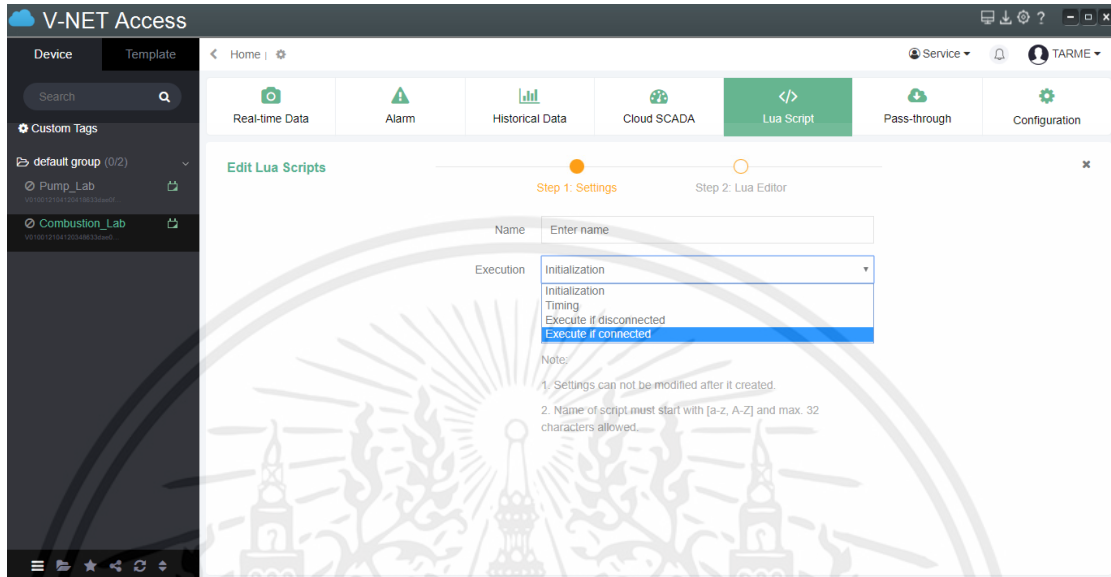 V-NET Access
Device Template
Home
Service TARME
Search
Custom Tags
default group (0/2)
Pump_Lab
Combustion_Lab
Real-time Data Alarm Historical Data Cloud SCADA Lua Script Pass-through Configuration
Edit Lua Scripts
Step 1: Settings Step 2: Lua Editor
Name Enter name
Execution Initialization
Initialization
Timing
Execute if disconnected
Execute if connected
Note:
1. Settings can not be modified after it created.
2. Name of script must start with [a-z, A-Z] and max. 32
characters allowed.